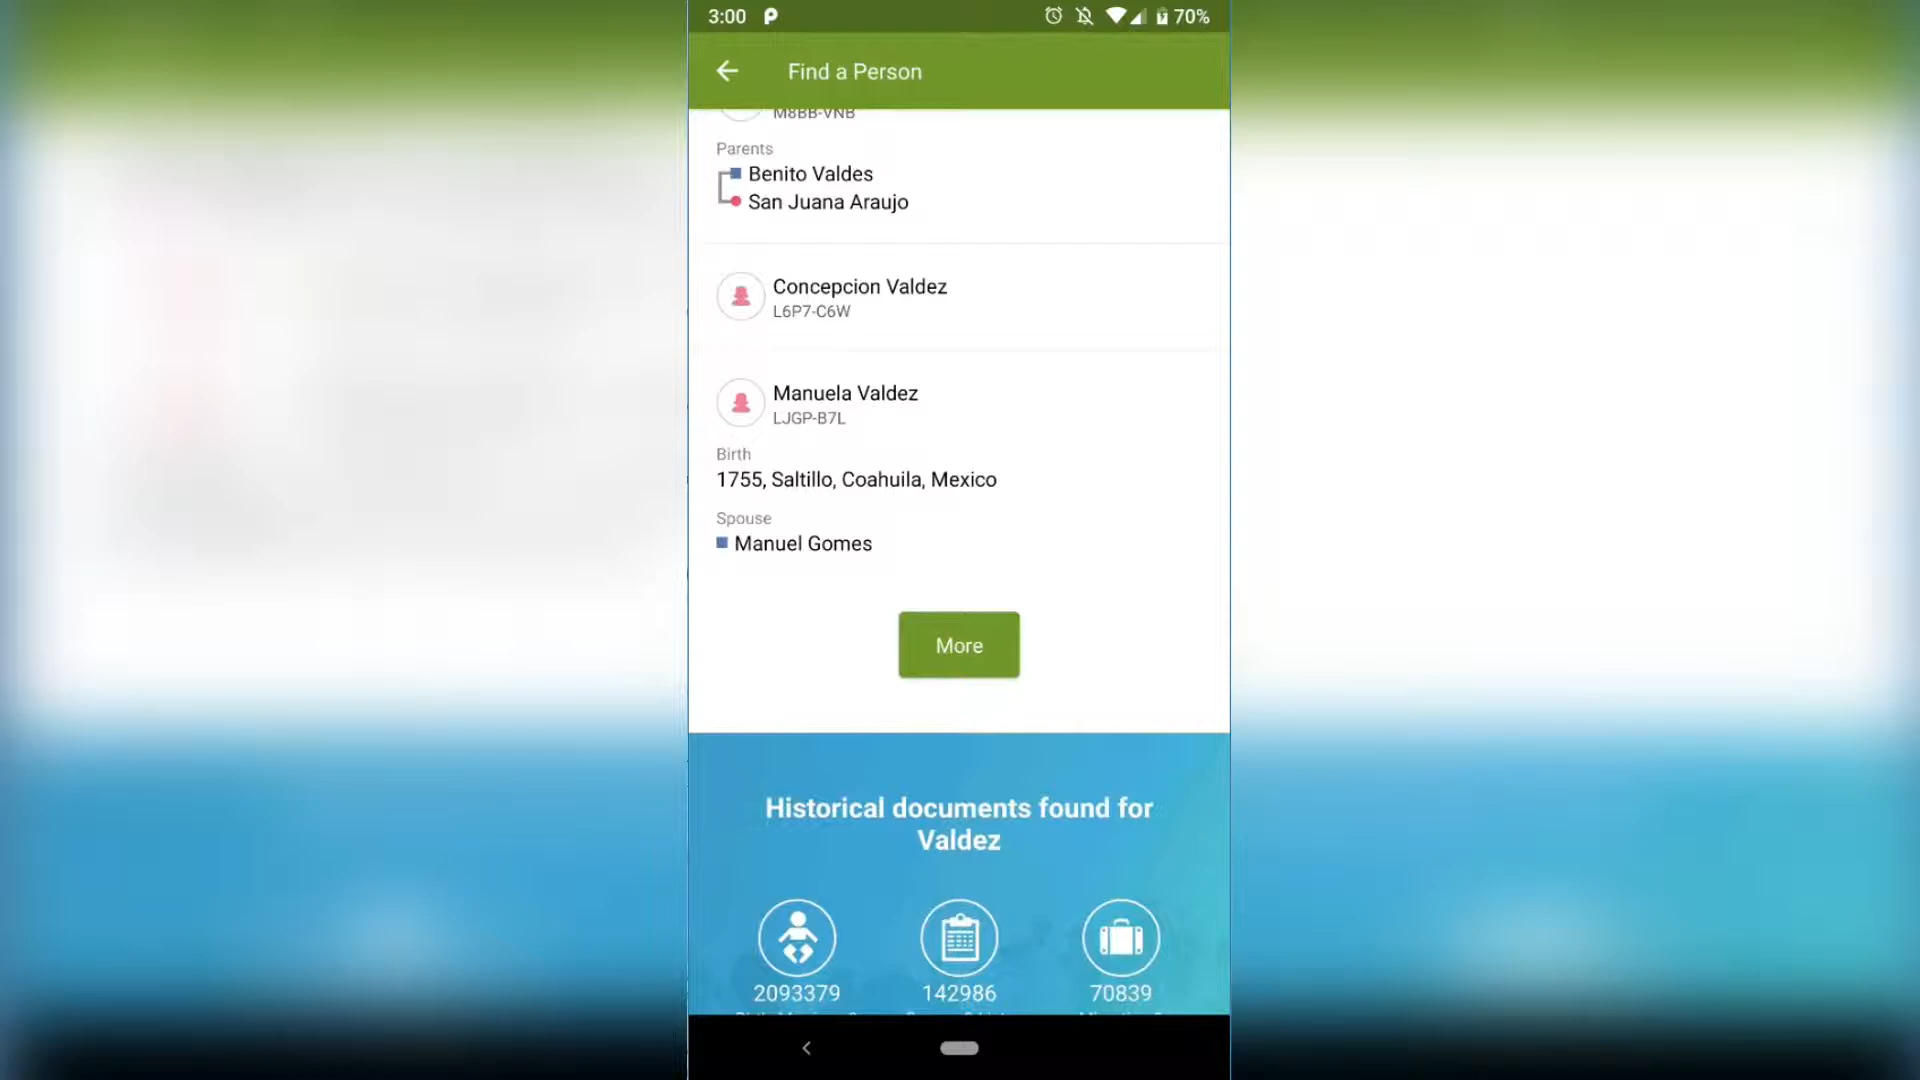 3:00
70%
Find a Person
M8BB-VNB
Parents
Benito Valdes
San Juana Araujo
Concepcion Valdez
L6P7-C6W
Manuela Valdez
LJGP-B7L
Birth
1755, Saltillo, Coahuila, Mexico
Spouse
Manuel Gomes
More
Historical documents found for
Valdez
2093379 142986 70839